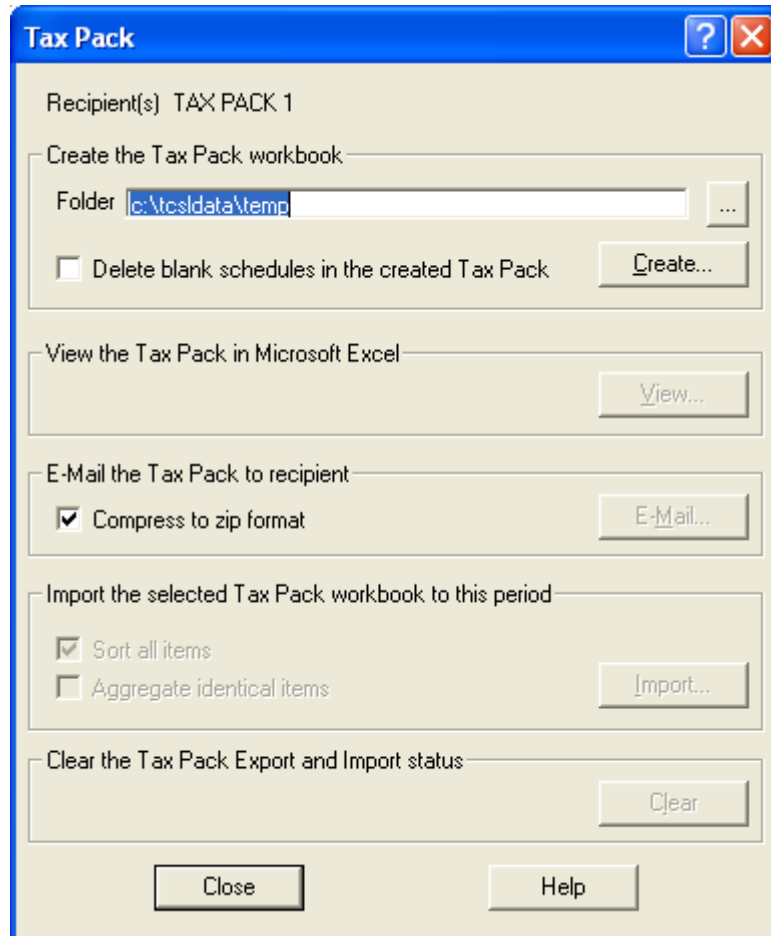 Tax Pack
?
Recipient(s) TAX PACK 1
Create the Tax Pack workbook
Folder c:\tcsldata\temp ...
Delete blank schedules in the created Tax Pack Create...
View the Tax Pack in Microsoft Excel
View...
E-Mail the Tax Pack to recipient
Compress to zip format E-Mail...
Import the selected Tax Pack workbook to this period
Sort all items
Aggregate identical items Import...
Clear the Tax Pack Export and Import status
Clear
Close Help